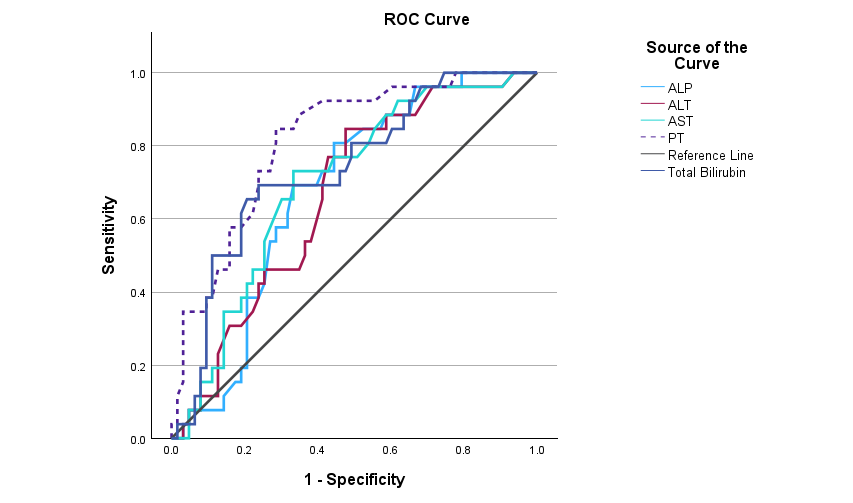 ROC Curve
Source of the
Curve
ALP
ALT
AST
PT
Reference Line
Total Bilirubin
Sensitivity
1.0
0.8
0.6
0.4
0.2
0.0
0.0 0.2 0.4 0.6 0.8 1.0
1 - Specificity